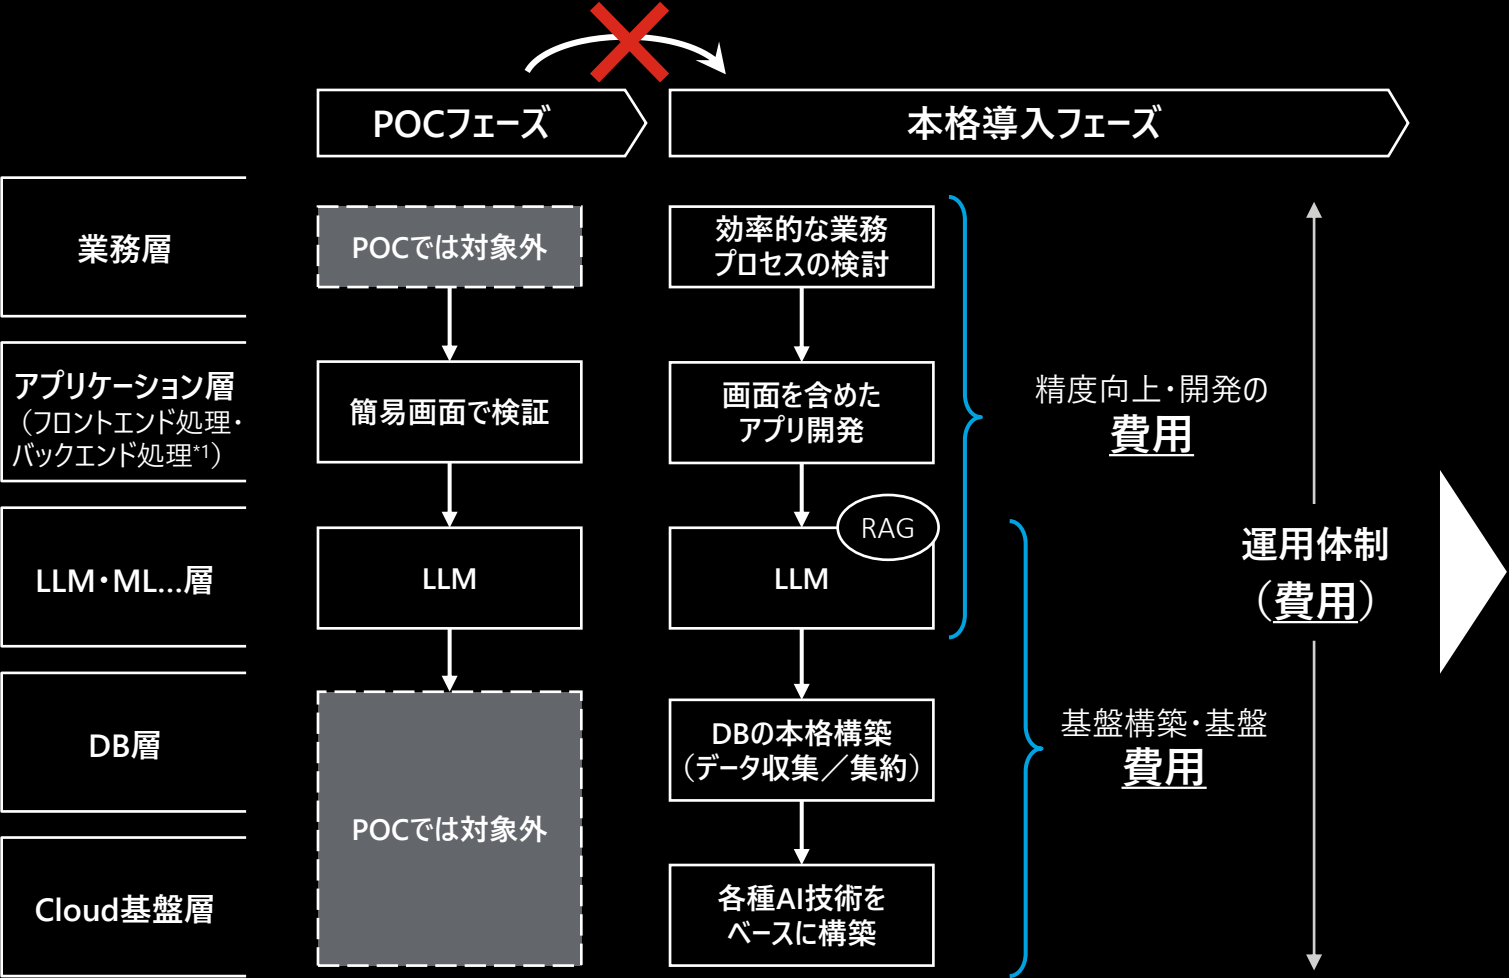 POCフェーズ
本格導入フェーズ
業務層
POCでは対象外
効率的な業務
プロセスの検討
アプリケーション層
（フロントエンド処理・
バックエンド処理*1）
簡易画面で検証
画面を含めた
アプリ開発
精度向上・開発の
費用
LLM・ML…層
LLM
RAG
LLM
運用体制
（費用）
DB層
POCでは対象外
DBの本格構築
（データ収集／集約）
基盤構築・基盤
費用
Cloud基盤層
各種AI技術を
ベースに構築